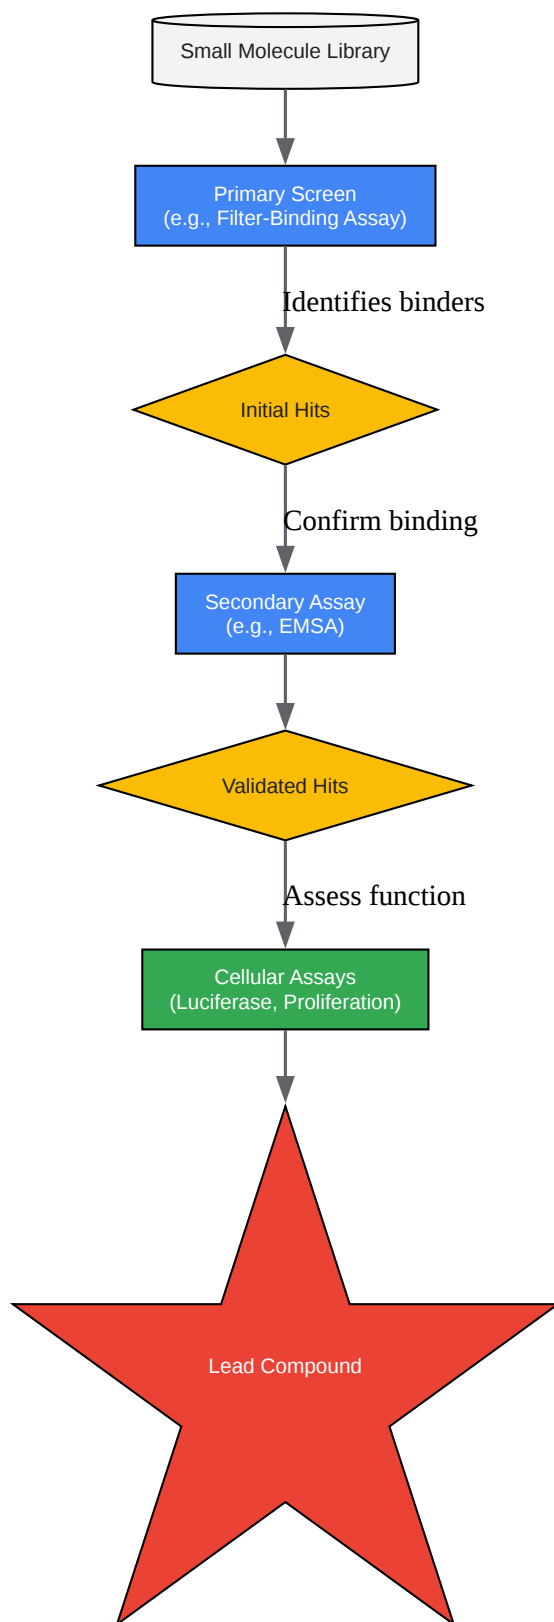 Small Molecule Library
Primary Screen
(e.g., Filter-Binding Assay)
Identifies binders
Initial Hits
Confirm binding
Secondary Assay
(e.g., EMSA)
Validated Hits
Assess function
Cellular Assays
(Luciferase, Proliferation)
Lead Compound